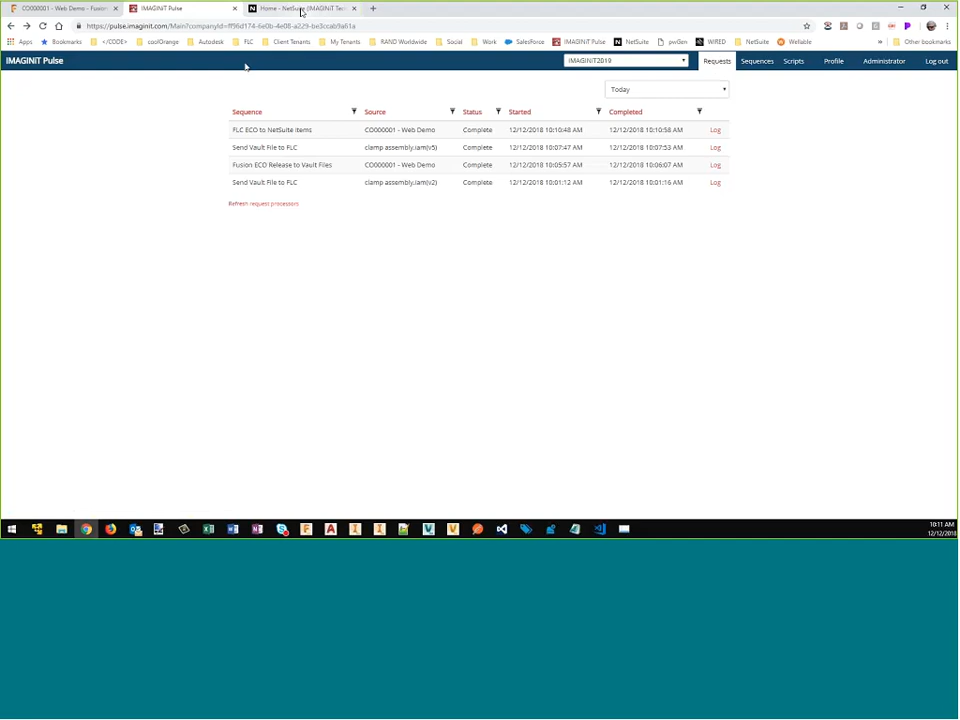 CO000001 - Web Demo - Fusion
IMAGINiT Pulse
Home - NetSuite (IMAGINiT Tec
https://pulse.imaginit.com/Main?companyId=
Apps
Bookmarks
</CODE>
coolOrange
Autodesk
FLC
Client Tenants
My Tenants
RAND Worldwide
Social
Work
SalesForce
IMAGINiT Pulse
NetSuite
pwGen
WIRED
NetSuite
Wefable
»
Other bookmarks
IMAGINiT Pulse
IMAGINiT2019
Requests
Sequences
Scripts
Profile
Administrator
Log out
Today
Sequence Source Status Started Completed
FLC ECO to NetSuite Items CO000001 - Web Demo Complete 12/12/2018 10:10:48 AM 12/12/2018 10:10:58 AM Log
Send Vault File to FLC clamp assembly.iam(v5) Complete 12/12/2018 10:07:47 AM 12/12/2018 10:07:53 AM Log
Fusion ECO Release to Vault Files CO000001 - Web Demo Complete 12/12/2018 10:05:57 AM 12/12/2018 10:06:07 AM Log
Send Vault File to FLC clamp assembly.iam(v2) Complete 12/12/2018 10:01:12 AM 12/12/2018 10:01:16 AM Log
Refresh request processors
10:11 AM
12/12/2018